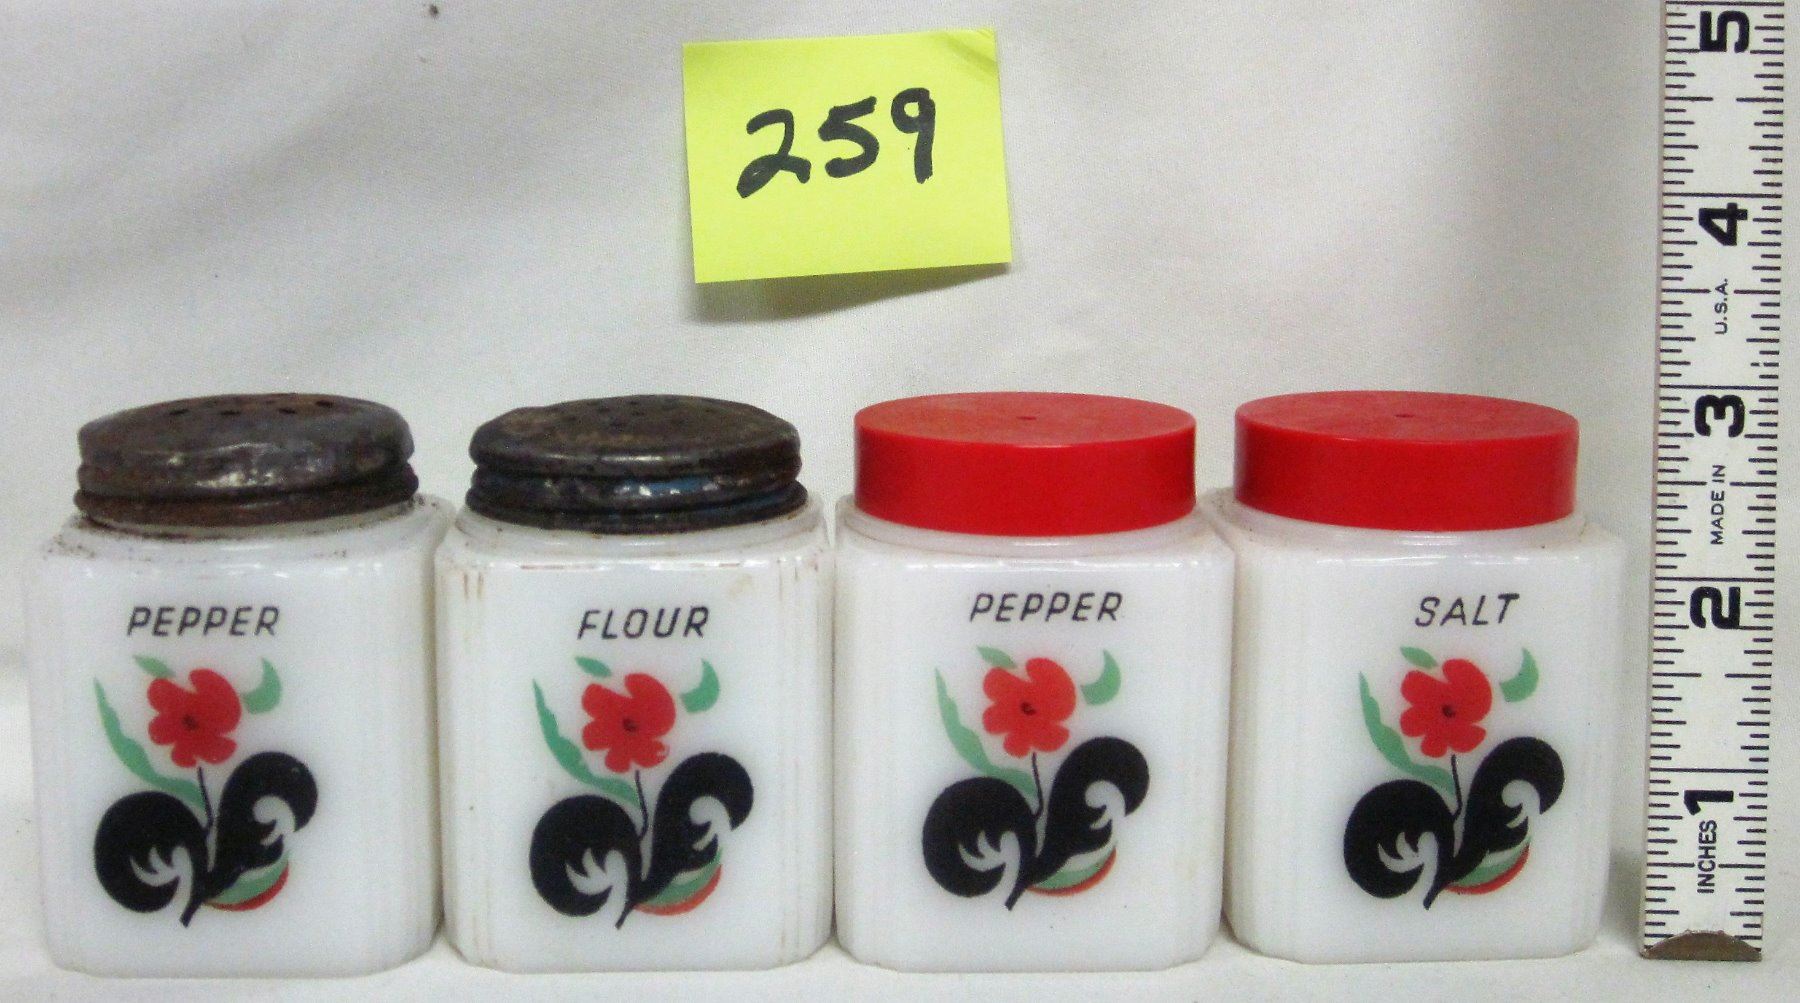 259
PEPPER
FLOUR
PEPPER
SALT
5
4
U.S.A.
3
MADE IN
2
1
INCHES